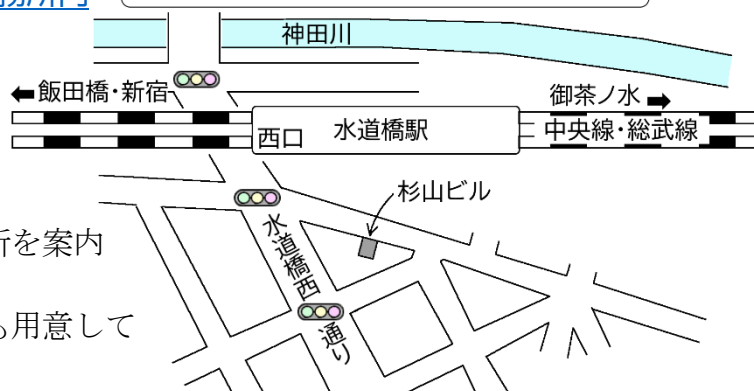 神田川
←飯田橋・新宿
御茶ノ水→
西口
水道橋駅
中央線・総武線
杉山ビル
を案内
水道橋西通り
用意して